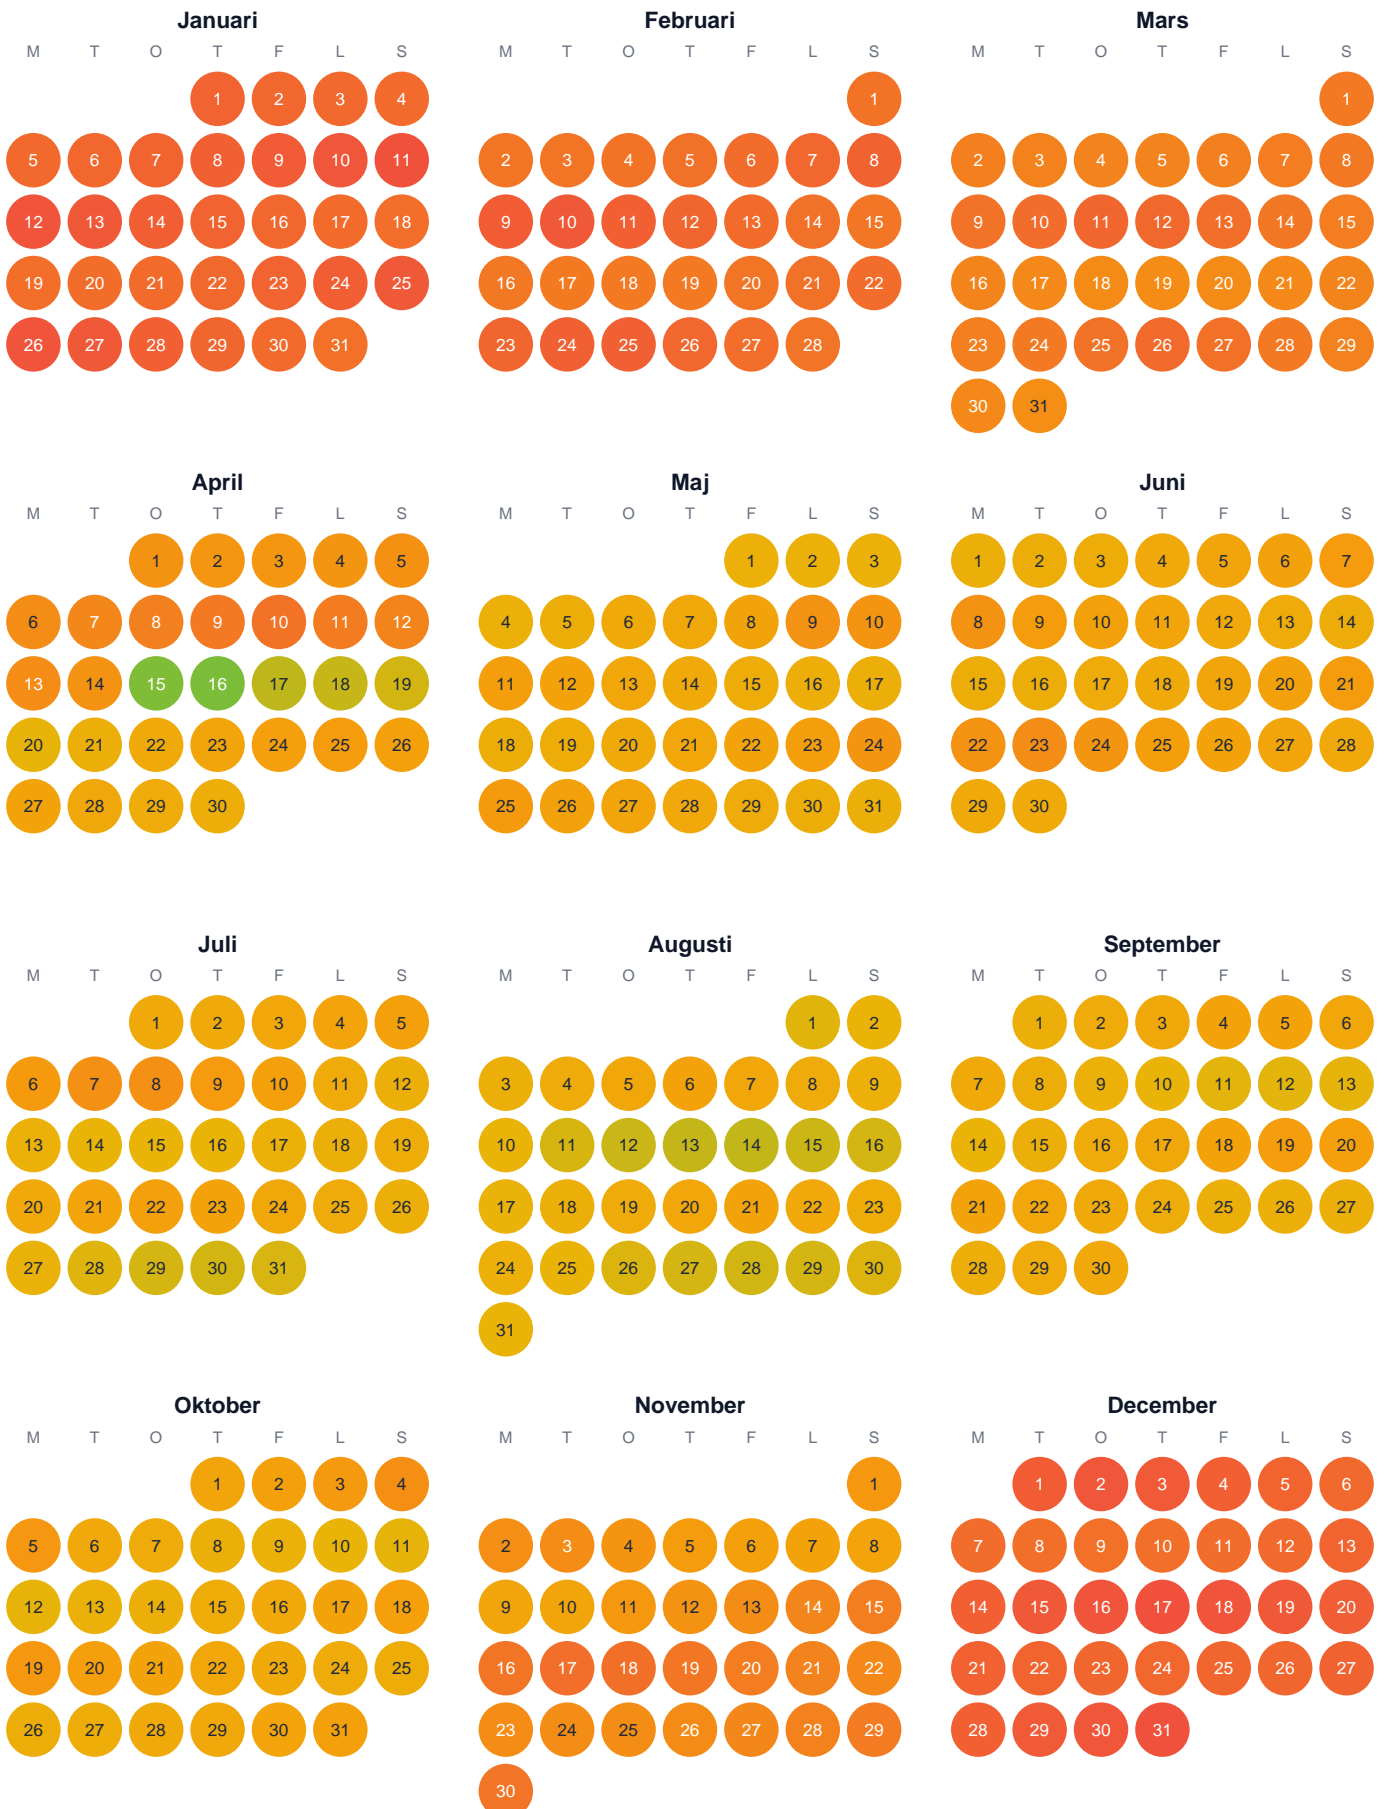 Januari Februari Mars
M T O T F L S M T O T F L S M T O T F L S
1 2 3 4 1 1
5 6 7 8 9 10 11 2 3 4 5 6 7 8 2 3 4 5 6 7 8
12 13 14 15 16 17 18 9 10 11 12 13 14 15 9 10 11 12 13 14 15
19 20 21 22 23 24 25 16 17 18 19 20 21 22 16 17 18 19 20 21 22
26 27 28 29 30 31 23 24 25 26 27 28 23 24 25 26 27 28 29
30 31
April Maj Juni
M T O T F L S M T O T F L S M T O T F L S
1 2 3 4 5 1 2 3 1 2 3 4 5 6 7
6 7 8 9 10 11 12 4 5 6 7 8 9 10 8 9 10 11 12 13 14
13 14 15 16 17 18 19 11 12 13 14 15 16 17 15 16 17 18 19 20 21
20 21 22 23 24 25 26 18 19 20 21 22 23 24 22 23 24 25 26 27 28
27 28 29 30 25 26 27 28 29 30 31 29 30
Juli Augusti September
M T O T F L S M T O T F L S M T O T F L S
1 2 3 4 5 1 2 1 2 3 4 5 6
6 7 8 9 10 11 12 3 4 5 6 7 8 9 7 8 9 10 11 12 13
13 14 15 16 17 18 19 10 11 12 13 14 15 16 14 15 16 17 18 19 20
20 21 22 23 24 25 26 17 18 19 20 21 22 23 21 22 23 24 25 26 27
27 28 29 30 31 24 25 26 27 28 29 30 28 29 30
31
Oktober November December
M T O T F L S M T O T F L S M T O T F L S
1 2 3 4 1 1 2 3 4 5 6
5 6 7 8 9 10 11 2 3 4 5 6 7 8 7 8 9 10 11 12 13
12 13 14 15 16 17 18 9 10 11 12 13 14 15 14 15 16 17 18 19 20
19 20 21 22 23 24 25 16 17 18 19 20 21 22 21 22 23 24 25 26 27
26 27 28 29 30 31 23 24 25 26 27 28 29 28 29 30 31
30